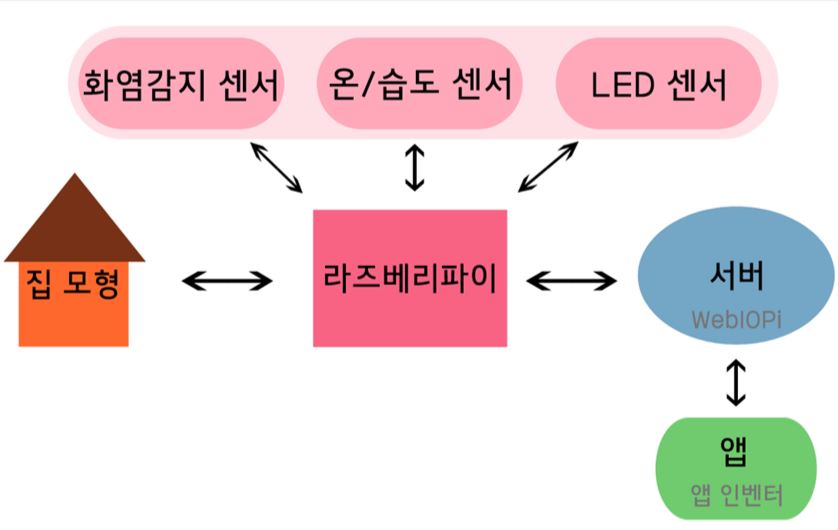 화염감지 센서
온/습도 센서
LED 센서
집 모형
라즈베리파이
서버
WebIOPi
앱
앱 인벤터